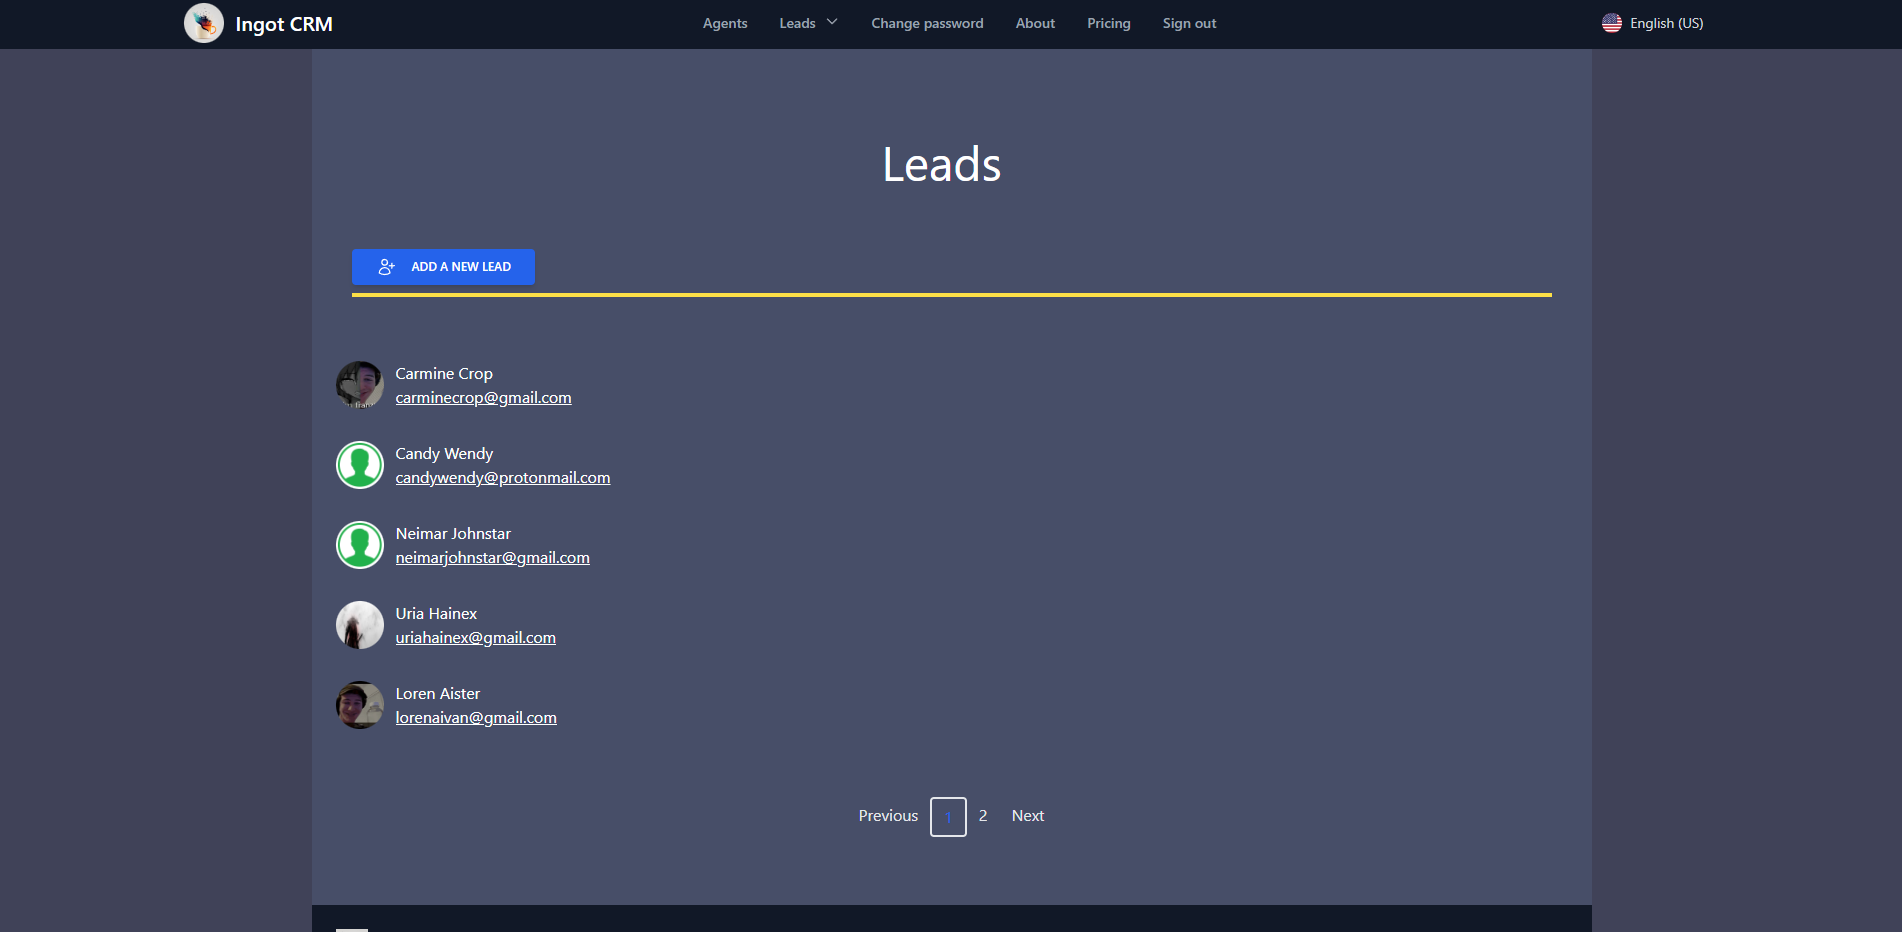 Ingot CRM
Agents
Leads
Change password
About
Pricing
Sign out
English (US)
Leads
ADD A NEW LEAD
Carmine Crop
carminecrop@gmail.com
Candy Wendy
candywendy@protonmail.com
Neimar Johnstar
neimarjohnstar@gmail.com
Uria Hainex
uriahainex@gmail.com
Loren Aister
lorenaivan@gmail.com
Previous 1 2 Next